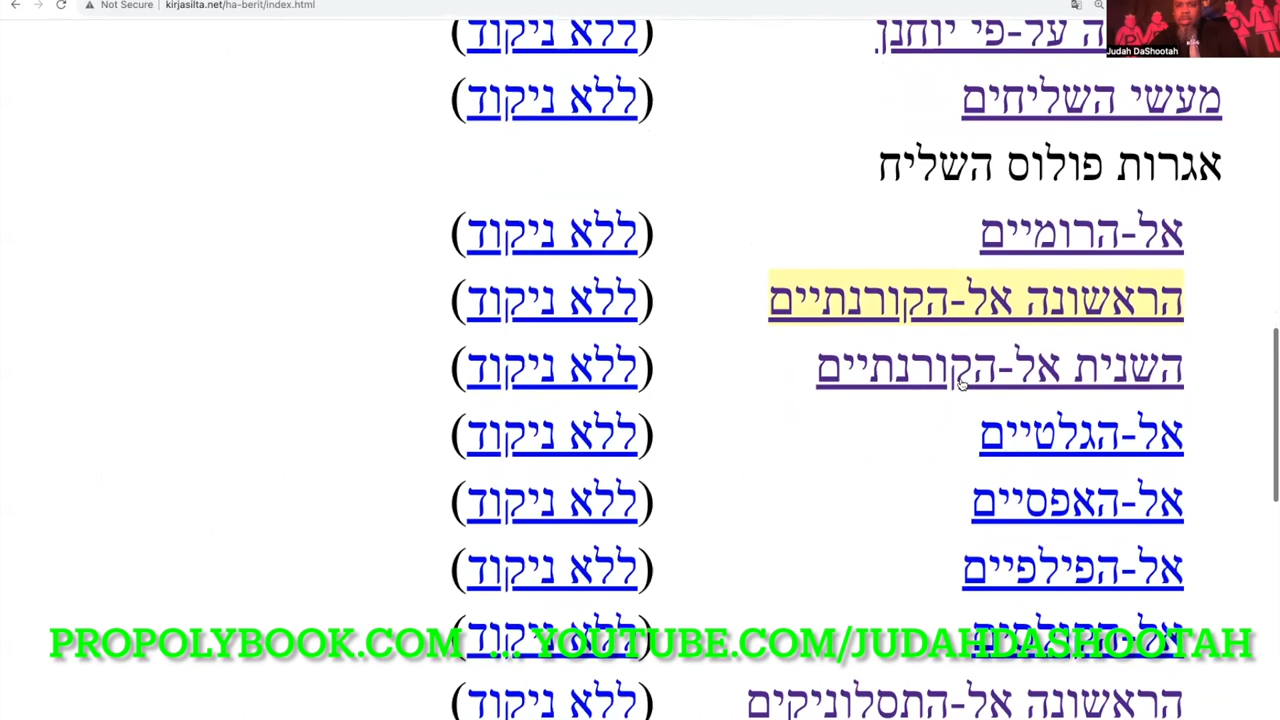 Not Secure | kirjasilta.net/ha-berit/index.html
Judah DaShootah
על-פי יוחנן (ללא ניקוד)
מעשי השליחים (ללא ניקוד)
אגרות פולוס השליח
אל-הרומיים (ללא ניקוד)
הראשונה אל-הקורנתיים (ללא ניקוד)
השנית אל-הקורנתיים (ללא ניקוד)
אל-הגלטיים (ללא ניקוד)
אל-האפסיים (ללא ניקוד)
אל-הפילפיים (ללא ניקוד)
(ללא ניקוד)
PROPOLYBOOK.COM ... YOUTUBE.COM/JUDAHDASHOOTAH
הראשונה אל-התסלוניקים (ללא ניקוד)